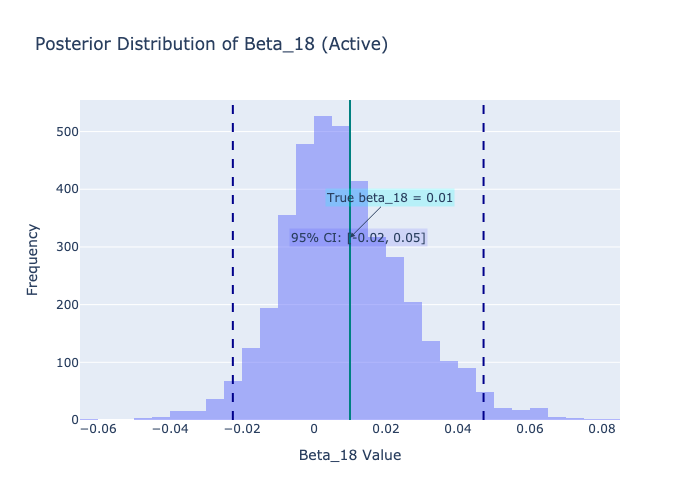 Posterior Distribution of Beta_18 (Active)
500
400
True beta_18 = 0.01
300
95% CI: [-0.02, 0.05]
200
100
0
Frequency
−0.06
−0.04
−0.02
0
0.02
0.04
0.06
0.08
Beta_18 Value